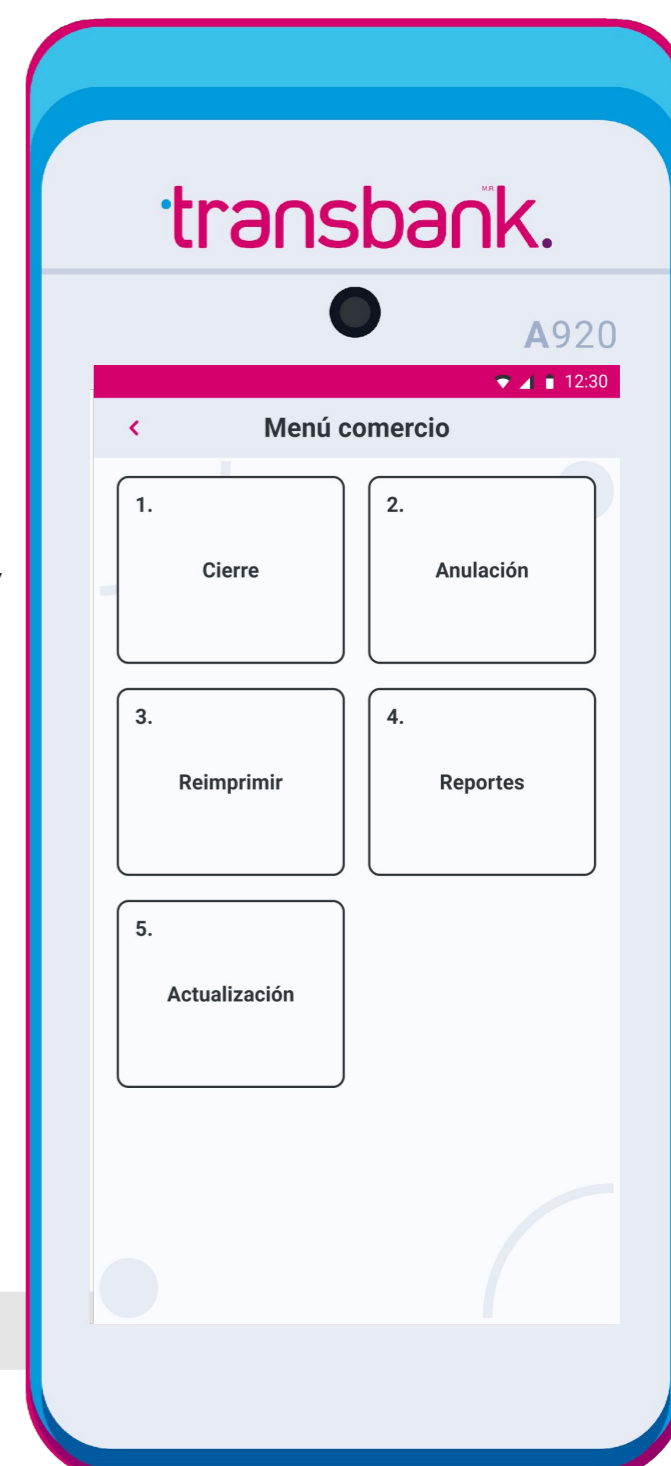 transbank.
M.R
A920
12:30
Menú comercio
1.
Cierre
2.
Anulación
3.
Reimprimir
4.
Reportes
5.
Actualización